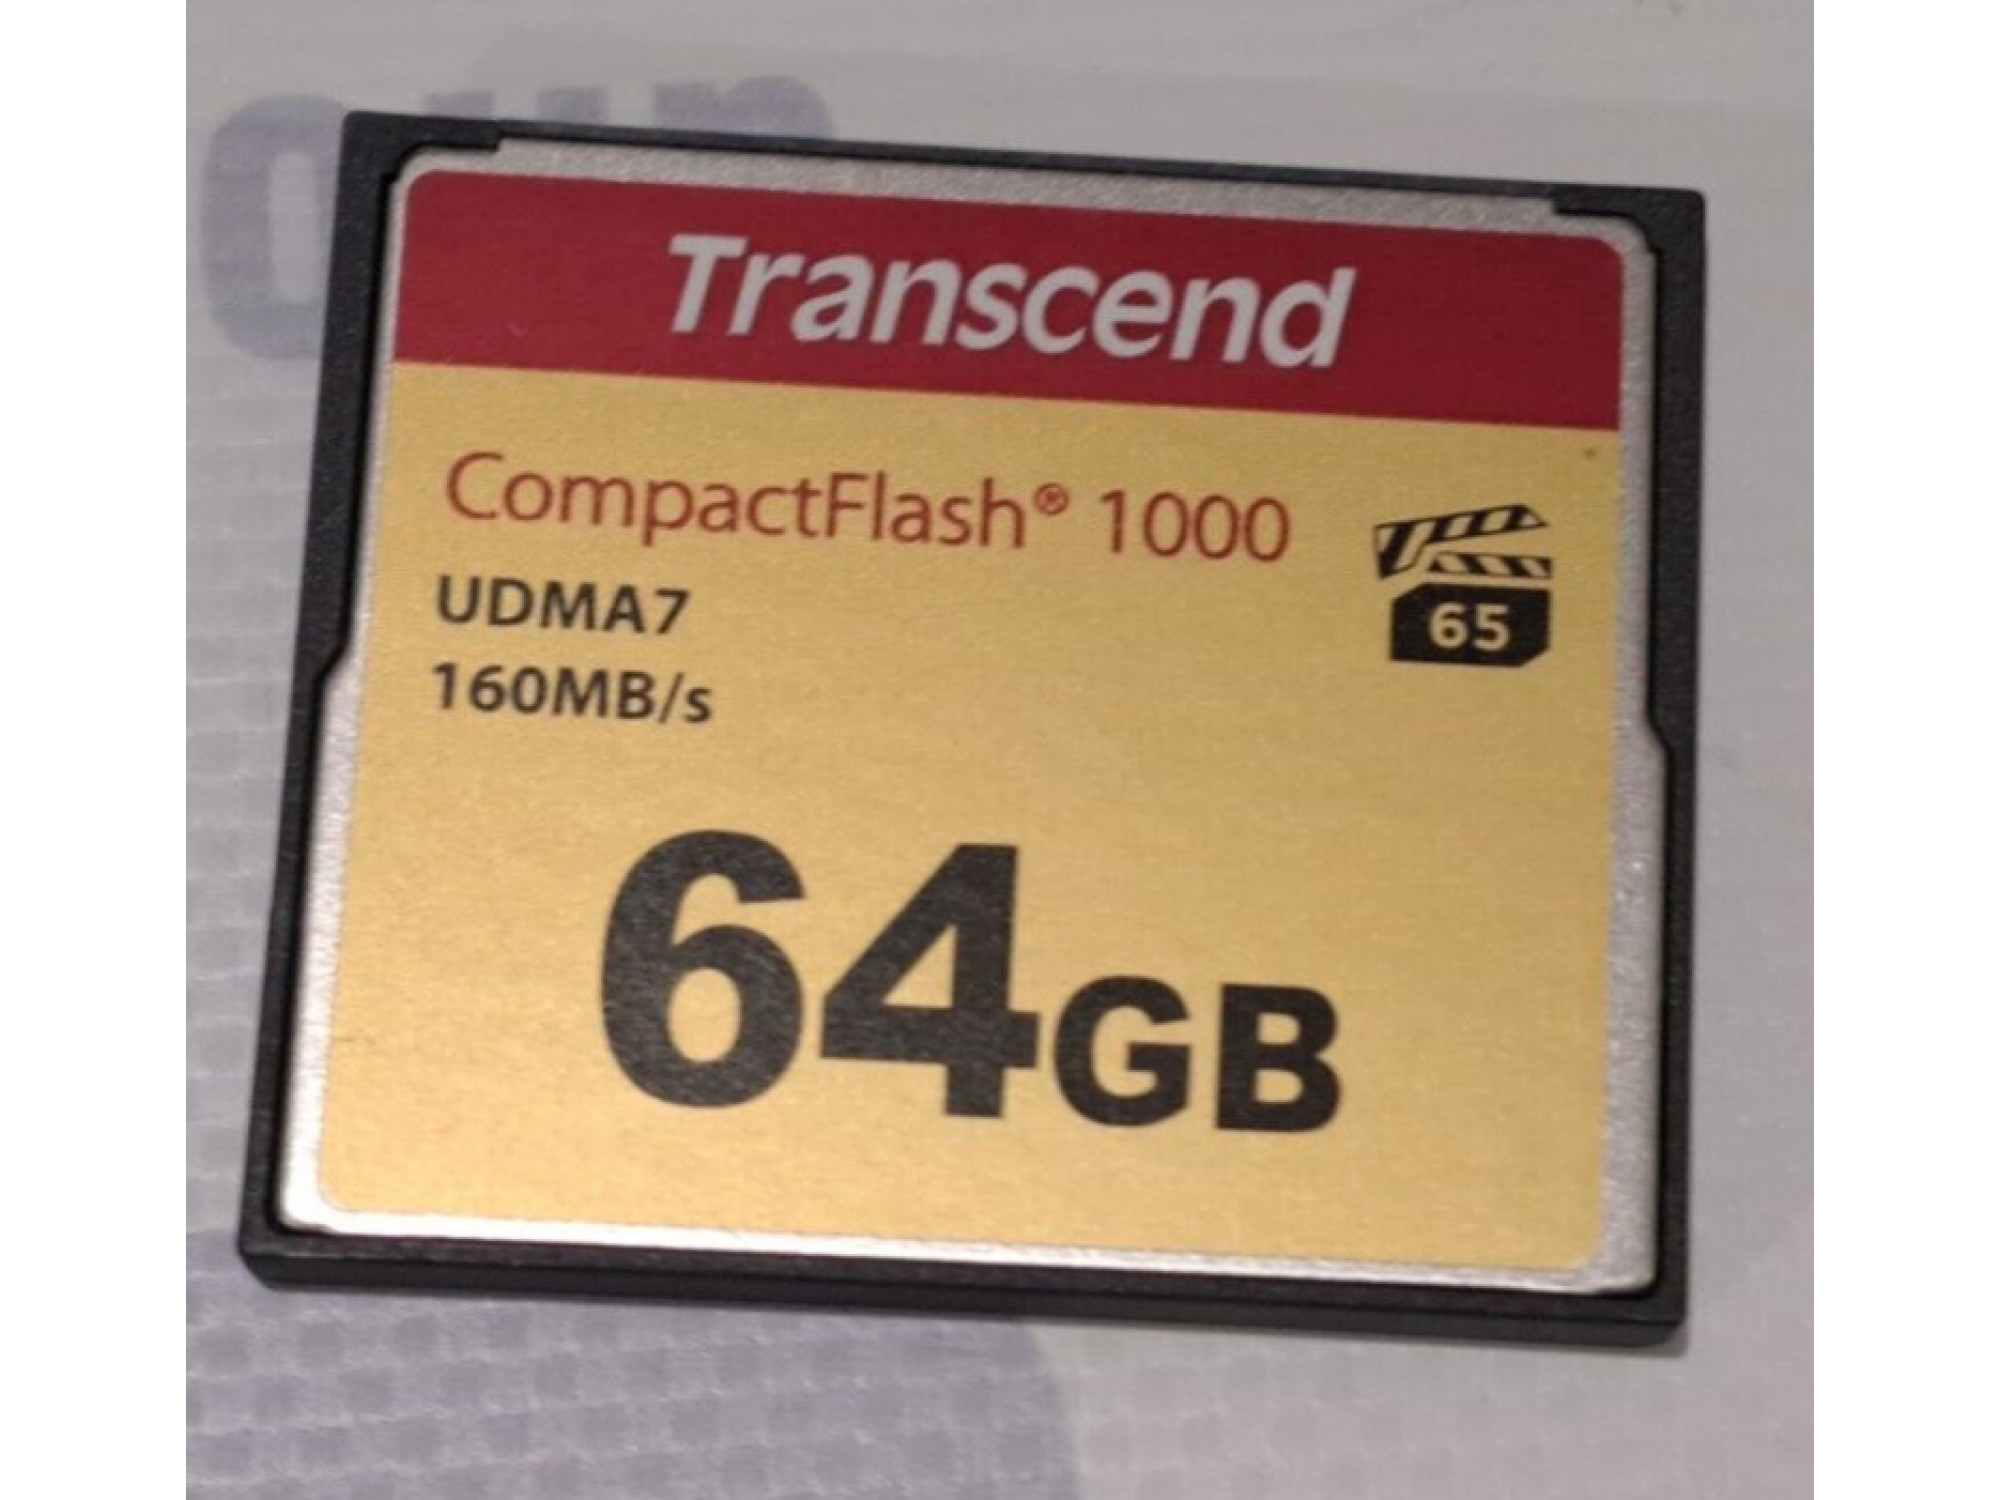 Transcend
CompactFlash® 1000
65
UDMA7
160MB/s
64GB